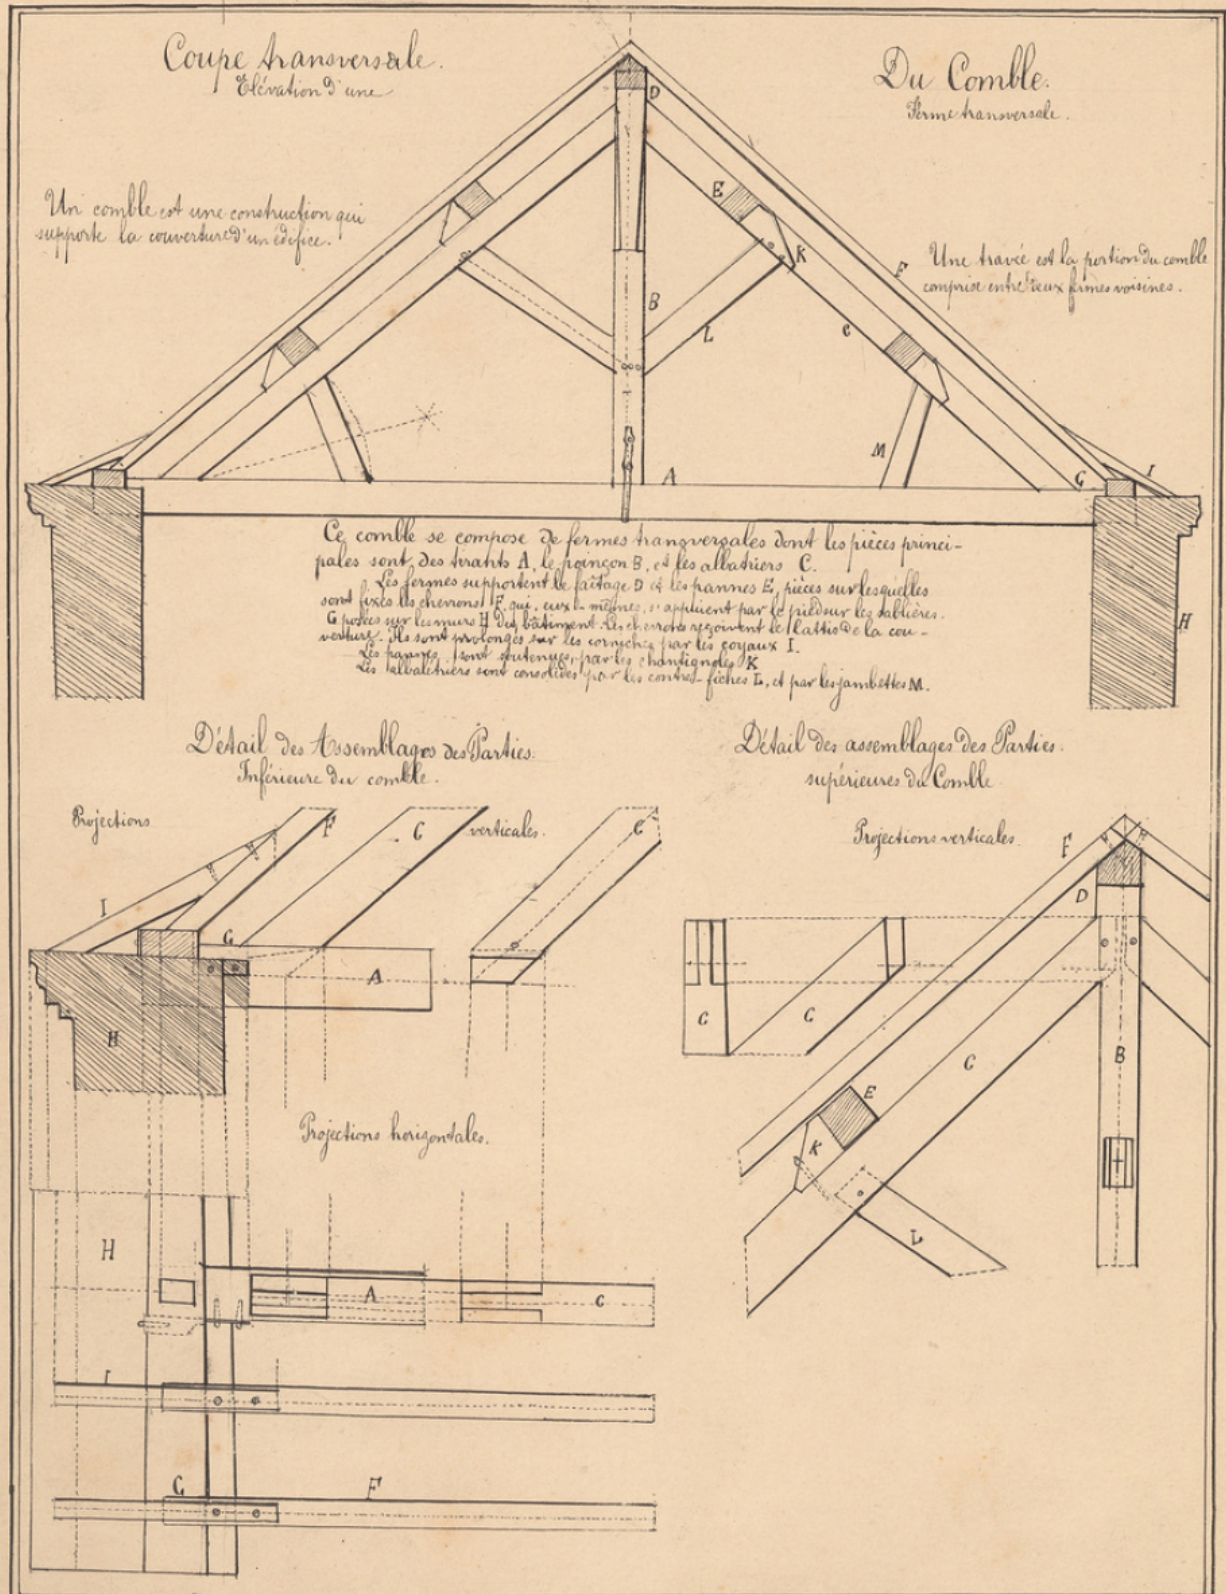 Coupe transversale.
Elévation d'une
Du Comble.
Ferme transversale.
Un comble est une construction qui
supporte la couverture d'un édifice.
Une travée est la portion du comble
comprise entre deux fermes voisines.
D
E
K
F
B
L
C
M
A
G
I
H
Ce comble se compose de fermes transversales dont les pièces princi-
pales sont des tirants A, le poinçon B, et les albatriers C.
Les fermes supportent le faîtage D et les pannes E, pièces sur lesquelles
sont fixés les chevrons F, qui, eux-mêmes, s'appuient par le pied sur les sablières.
G posées sur les murs H du bâtiment. Les chevrons reçoivent le lattis de la cou-
verture. Ils sont prolongés sur les corniches par les coyaux I.
Les pannes sont soutenues par les chantignoles K
Les albalétriers sont consolidés par les contre-fiches L, et par les jambettes M.
Détail des Assemblages des Parties.
Inférieure du comble.
Détail des assemblages des Parties.
supérieures du Comble
Projections
verticales.
F
C
C
I
G
A
H
Projections verticales.
F
D
C
C
C
B
E
K
L
Projections horizontales.
H
A
C
I
G
F